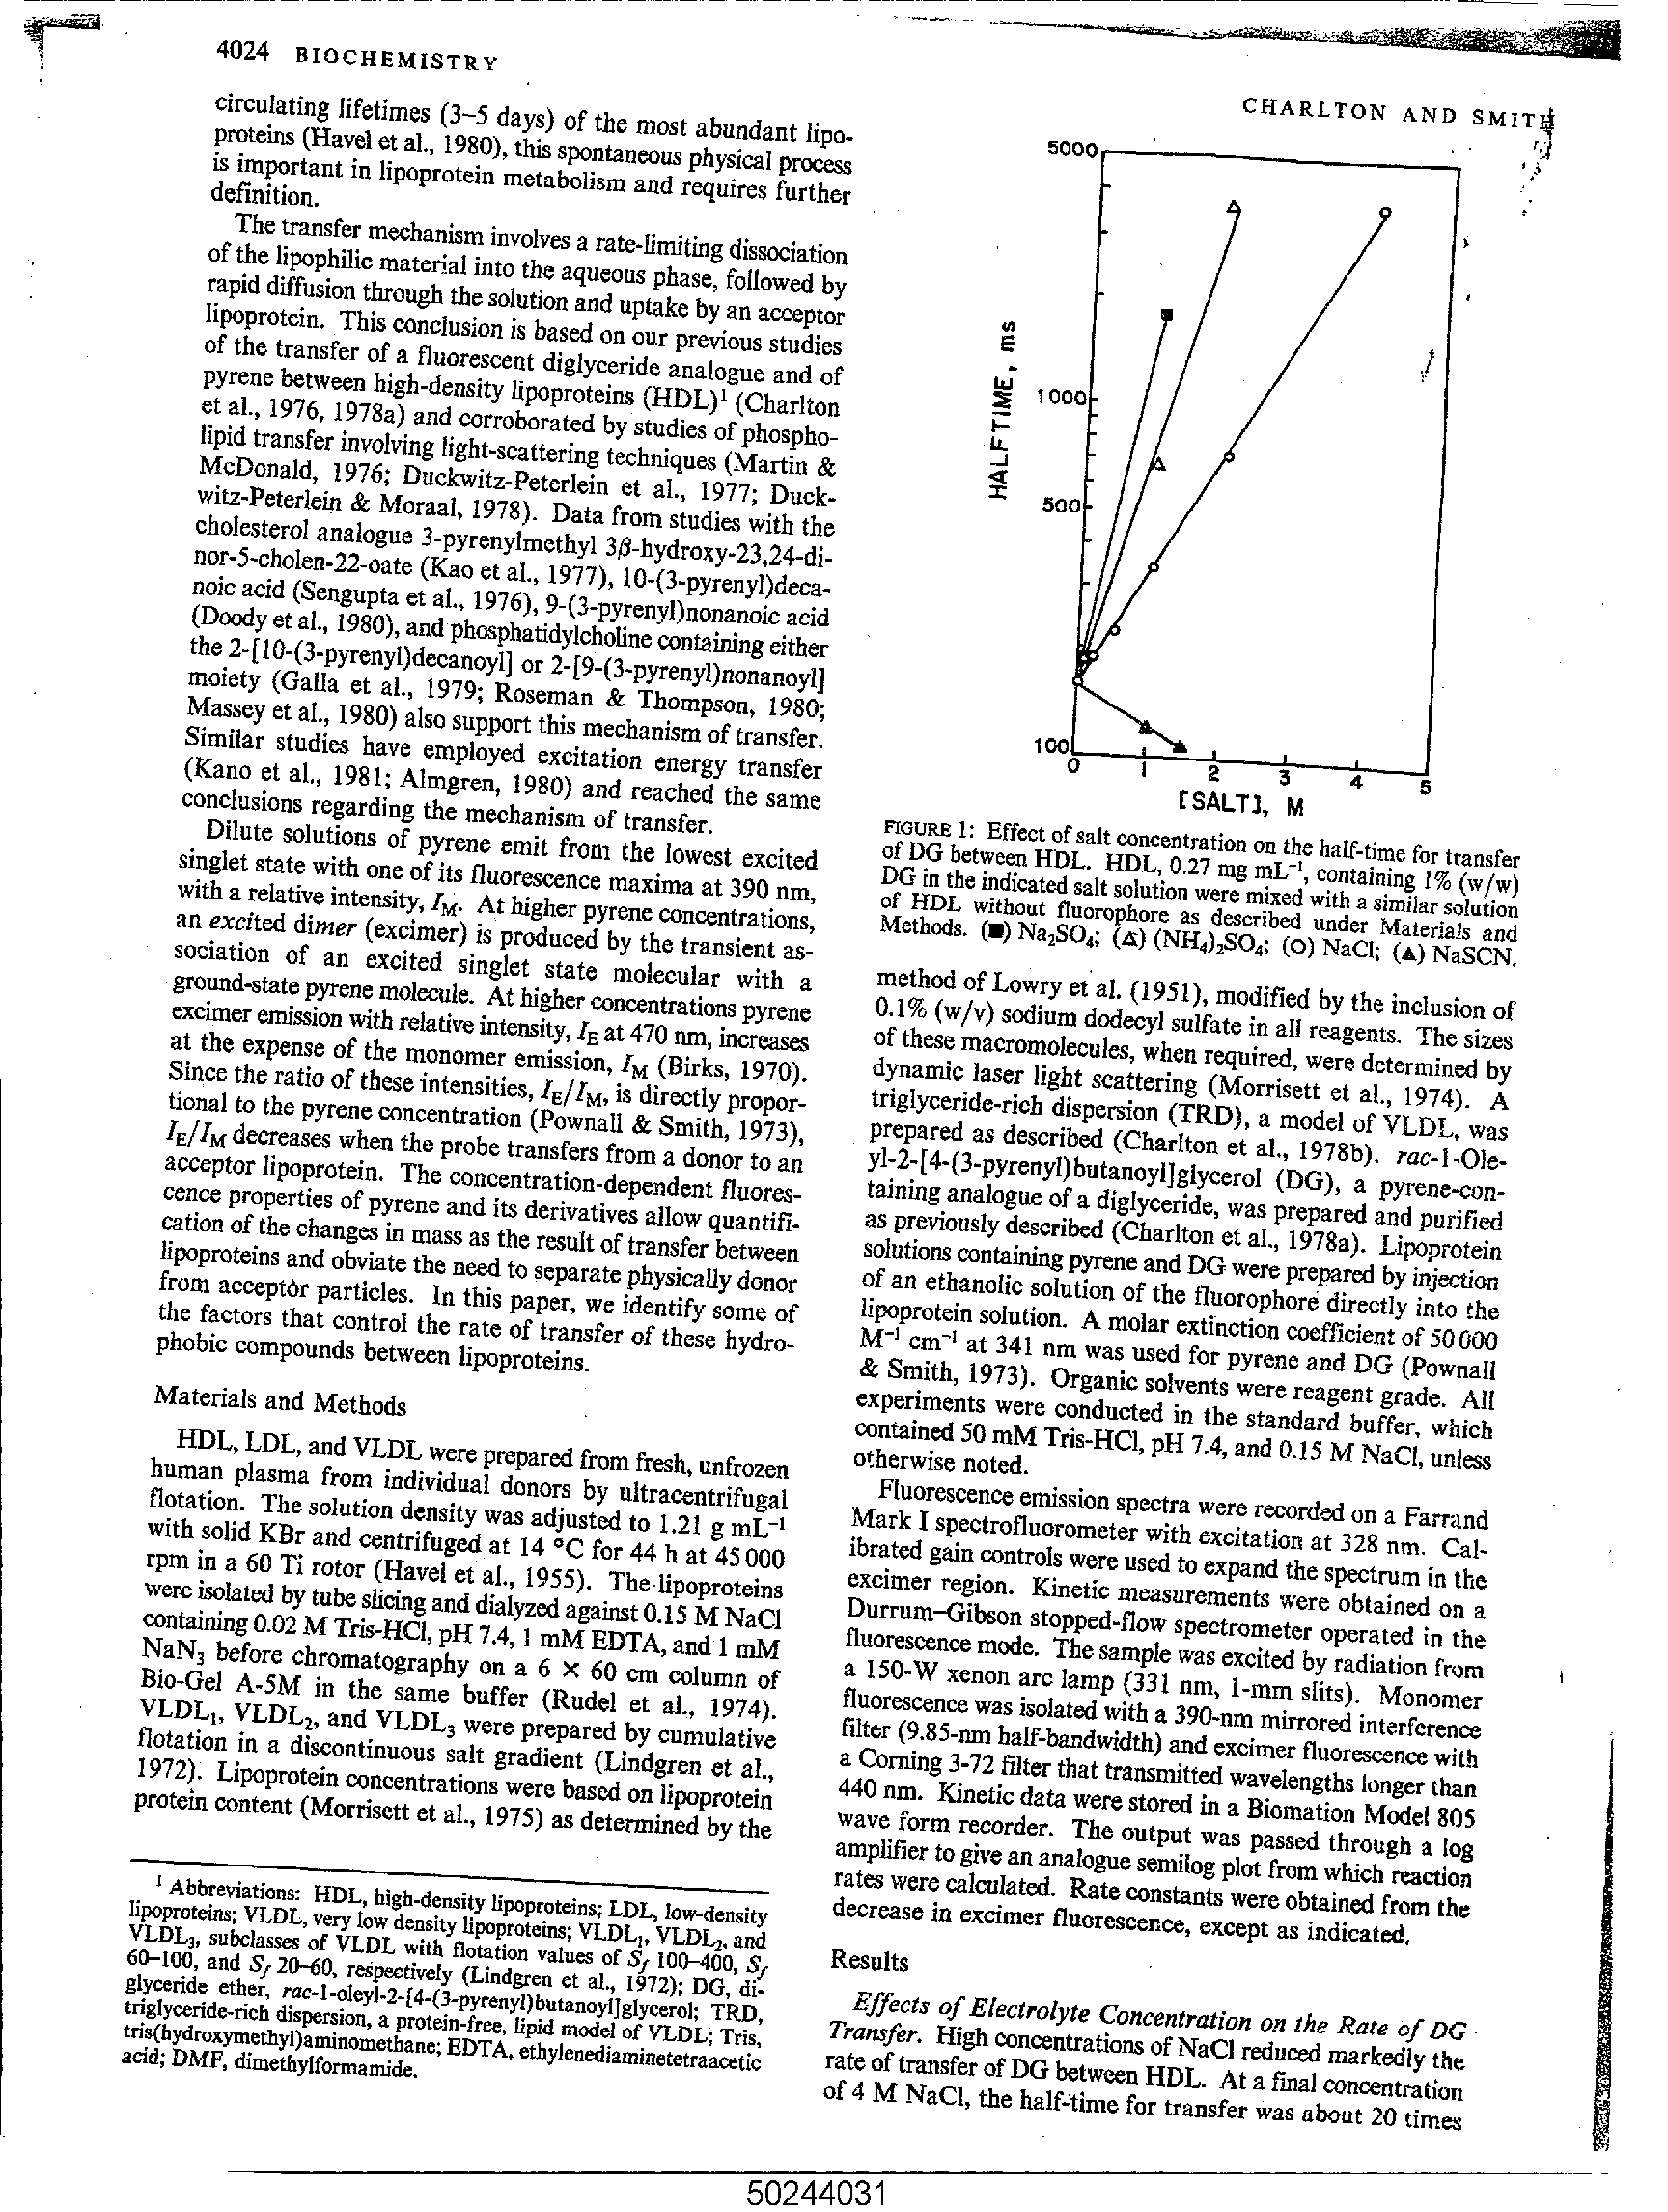 4024 BIOCHEMISTRY
CHARLTON AND SMITH
circulating lifetimes (3–5 days) of the most abundant lipo-
proteins (Havel et al., 1980), this spontaneous physical process
is important in lipoprotein metabolism and requires further
definition.
The transfer mechanism involves a rate-limiting dissociation
of the lipophilic material into the aqueous phase, followed by
rapid diffusion through the solution and uptake by an acceptor
lipoprotein. This conclusion is based on our previous studies
of the transfer of a fluorescent diglyceride analogue and of
pyrene between high-density lipoproteins (HDL)¹ (Charlton
et al., 1976, 1978a) and corroborated by studies of phospho-
lipid transfer involving light-scattering techniques (Martin &
McDonald, 1976; Duckwitz-Peterlein et al., 1977; Duck-
witz-Peterlein & Moraal, 1978). Data from studies with the
cholesterol analogue 3-pyrenylmethyl 3β-hydroxy-23,24-di-
nor-5-cholen-22-oate (Kao et al., 1977), 10-(3-pyrenyl)deca-
noic acid (Sengupta et al., 1976), 9-(3-pyrenyl)nonanoic acid
(Doody et al., 1980), and phosphatidylcholine containing either
the 2-[10-(3-pyrenyl)decanoyl] or 2-[9-(3-pyrenyl)nonanoyl]
moiety (Galla et al., 1979; Roseman & Thompson, 1980;
Massey et al., 1980) also support this mechanism of transfer.
Similar studies have employed excitation energy transfer
(Kano et al., 1981; Almgren, 1980) and reached the same
conclusions regarding the mechanism of transfer.
Dilute solutions of pyrene emit from the lowest excited
singlet state with one of its fluorescence maxima at 390 nm,
with a relative intensity, I_M. At higher pyrene concentrations,
an excited dimer (excimer) is produced by the transient as-
sociation of an excited singlet state molecular with a
ground-state pyrene molecule. At higher concentrations pyrene
excimer emission with relative intensity, I_E at 470 nm, increases
at the expense of the monomer emission, I_M (Birks, 1970).
Since the ratio of these intensities, I_E/I_M, is directly propor-
tional to the pyrene concentration (Pownall & Smith, 1973),
I_E/I_M decreases when the probe transfers from a donor to an
acceptor lipoprotein. The concentration-dependent fluores-
cence properties of pyrene and its derivatives allow quantifi-
cation of the changes in mass as the result of transfer between
lipoproteins and obviate the need to separate physically donor
from acceptor particles. In this paper, we identify some of
the factors that control the rate of transfer of these hydro-
phobic compounds between lipoproteins.
Materials and Methods
HDL, LDL, and VLDL were prepared from fresh, unfrozen
human plasma from individual donors by ultracentrifugal
flotation. The solution density was adjusted to 1.21 g mL⁻¹
with solid KBr and centrifuged at 14 °C for 44 h at 45 000
rpm in a 60 Ti rotor (Havel et al., 1955). The lipoproteins
were isolated by tube slicing and dialyzed against 0.15 M NaCl
containing 0.02 M Tris-HCl, pH 7.4, 1 mM EDTA, and 1 mM
NaN₃ before chromatography on a 6 × 60 cm column of
Bio-Gel A-5M in the same buffer (Rudel et al., 1974).
VLDL₁, VLDL₂, and VLDL₃ were prepared by cumulative
flotation in a discontinuous salt gradient (Lindgren et al.,
1972). Lipoprotein concentrations were based on lipoprotein
protein content (Morrisett et al., 1975) as determined by the
¹ Abbreviations: HDL, high-density lipoproteins; LDL, low-density
lipoproteins; VLDL, very low density lipoproteins; VLDL₁, VLDL₂, and
VLDL₃, subclasses of VLDL with flotation values of S_f 100–400, S_f
60–100, and S_f 20–60, respectively (Lindgren et al., 1972); DG, di-
glyceride ether, rac-1-oleyl-2-[4-(3-pyrenyl)butanoyl]glycerol; TRD,
triglyceride-rich dispersion, a protein-free, lipid model of VLDL; Tris,
tris(hydroxymethyl)aminomethane; EDTA, ethylenediaminetetraacetic
acid; DMF, dimethylformamide.
5000
1000
500
100
HALFTIME, ms
0 1 2 3 4 5
[SALT], M
FIGURE 1: Effect of salt concentration on the half-time for transfer
of DG between HDL. HDL, 0.27 mg mL⁻¹, containing 1% (w/w)
DG in the indicated salt solution were mixed with a similar solution
of HDL without fluorophore as described under Materials and
Methods. (■) Na₂SO₄; (△) (NH₄)₂SO₄; (O) NaCl; (▲) NaSCN.
method of Lowry et al. (1951), modified by the inclusion of
0.1% (w/v) sodium dodecyl sulfate in all reagents. The sizes
of these macromolecules, when required, were determined by
dynamic laser light scattering (Morrisett et al., 1974). A
triglyceride-rich dispersion (TRD), a model of VLDL, was
prepared as described (Charlton et al., 1978b). rac-1-Ole-
yl-2-[4-(3-pyrenyl)butanoyl]glycerol (DG), a pyrene-con-
taining analogue of a diglyceride, was prepared and purified
as previously described (Charlton et al., 1978a). Lipoprotein
solutions containing pyrene and DG were prepared by injection
of an ethanolic solution of the fluorophore directly into the
lipoprotein solution. A molar extinction coefficient of 50 000
M⁻¹ cm⁻¹ at 341 nm was used for pyrene and DG (Pownall
& Smith, 1973). Organic solvents were reagent grade. All
experiments were conducted in the standard buffer, which
contained 50 mM Tris-HCl, pH 7.4, and 0.15 M NaCl, unless
otherwise noted.
Fluorescence emission spectra were recorded on a Farrand
Mark I spectrofluorometer with excitation at 328 nm. Cal-
ibrated gain controls were used to expand the spectrum in the
excimer region. Kinetic measurements were obtained on a
Durrum–Gibson stopped-flow spectrometer operated in the
fluorescence mode. The sample was excited by radiation from
a 150-W xenon arc lamp (331 nm, 1-mm slits). Monomer
fluorescence was isolated with a 390-nm mirrored interference
filter (9.85-nm half-bandwidth) and excimer fluorescence with
a Corning 3-72 filter that transmitted wavelengths longer than
440 nm. Kinetic data were stored in a Biomation Model 805
wave form recorder. The output was passed through a log
amplifier to give an analogue semilog plot from which reaction
rates were calculated. Rate constants were obtained from the
decrease in excimer fluorescence, except as indicated.
Results
Effects of Electrolyte Concentration on the Rate of DG
Transfer. High concentrations of NaCl reduced markedly the
rate of transfer of DG between HDL. At a final concentration
of 4 M NaCl, the half-time for transfer was about 20 times
50244031